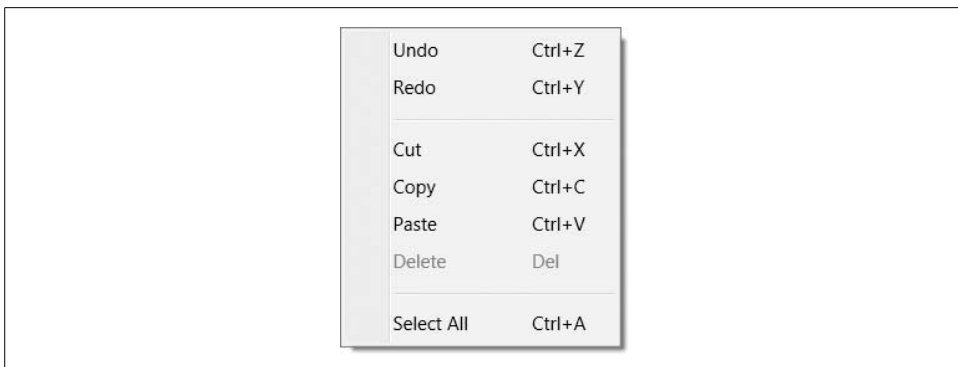 Undo Ctrl+Z
Redo Ctrl+Y
Cut Ctrl+X
Copy Ctrl+C
Paste Ctrl+V
Delete Del
Select All Ctrl+A